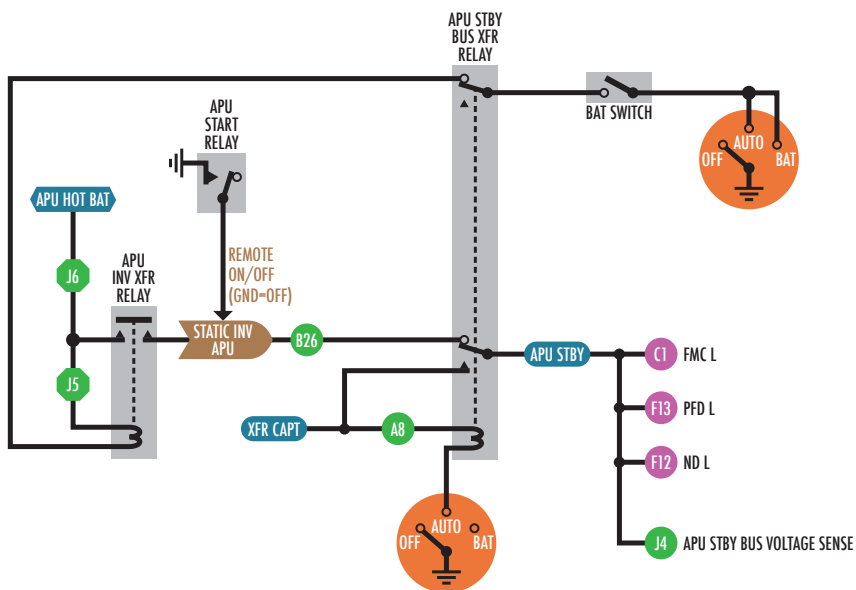 APU STBY
BUS XFR
RELAY
BAT SWITCH
OFF
AUTO
BAT
APU
START
RELAY
APU HOT BAT
J6
APU
INV XFR
RELAY
REMOTE
ON/OFF
(GND=OFF)
STATIC INV
APU
B26
APU STBY
C1 FMC L
J5
F13 PFD L
XFR CAPT
A8
F12 ND L
OFF
AUTO
BAT
J4 APU STBY BUS VOLTAGE SENSE